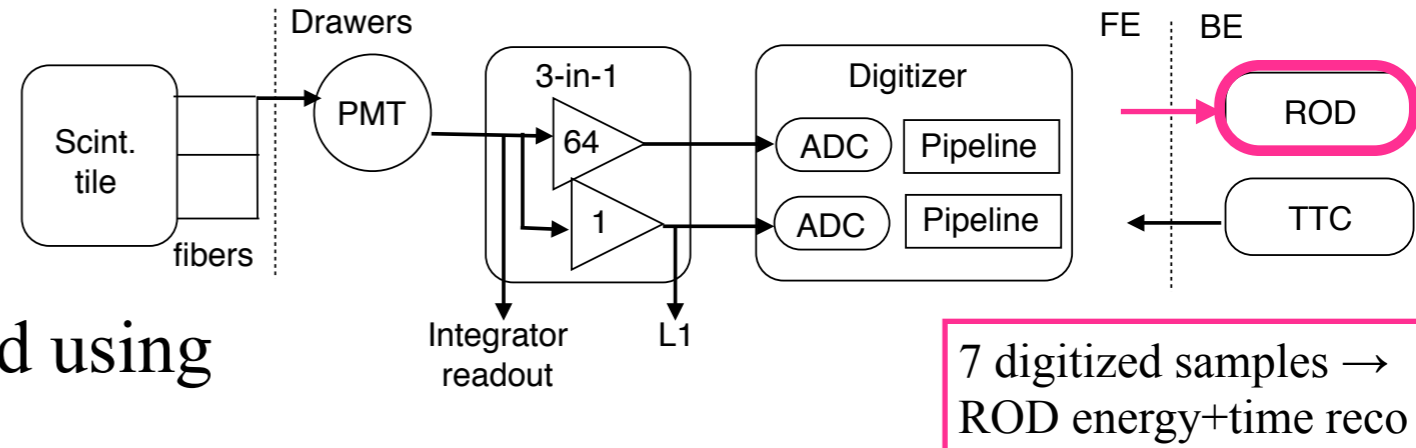 Drawers
FE
BE
Scint.
tile
fibers
PMT
3-in-1
64
1
Digitizer
ADC
Pipeline
ADC
Pipeline
ROD
TTC
Integrator
readout
L1
d using
7 digitized samples →
ROD energy+time reco